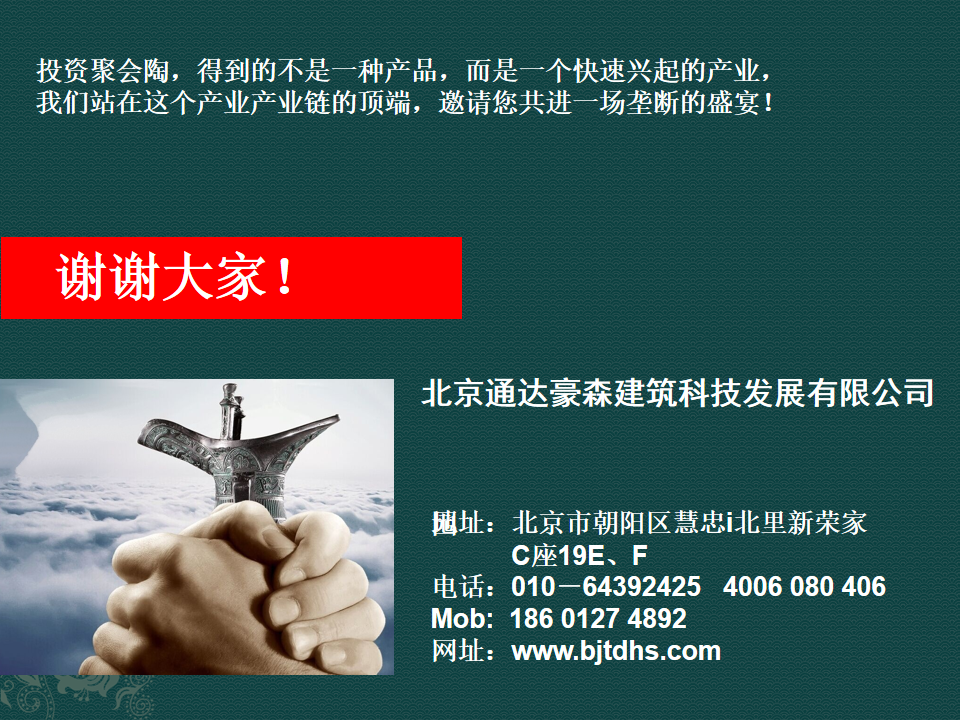 投资聚会陶，得到的不是一种产品，而是一个快速兴起的产业，
我们站在这个产业产业链的顶端，邀请您共进一场垄断的盛宴！
谢谢大家！
北京通达豪森建筑科技发展有限公司
地址：北京市朝阳区慧忠i北里新荣家
C座19E、F
电话：010－64392425 4006 080 406
Mob: 186 0127 4892
网址：www.bjtdhs.com